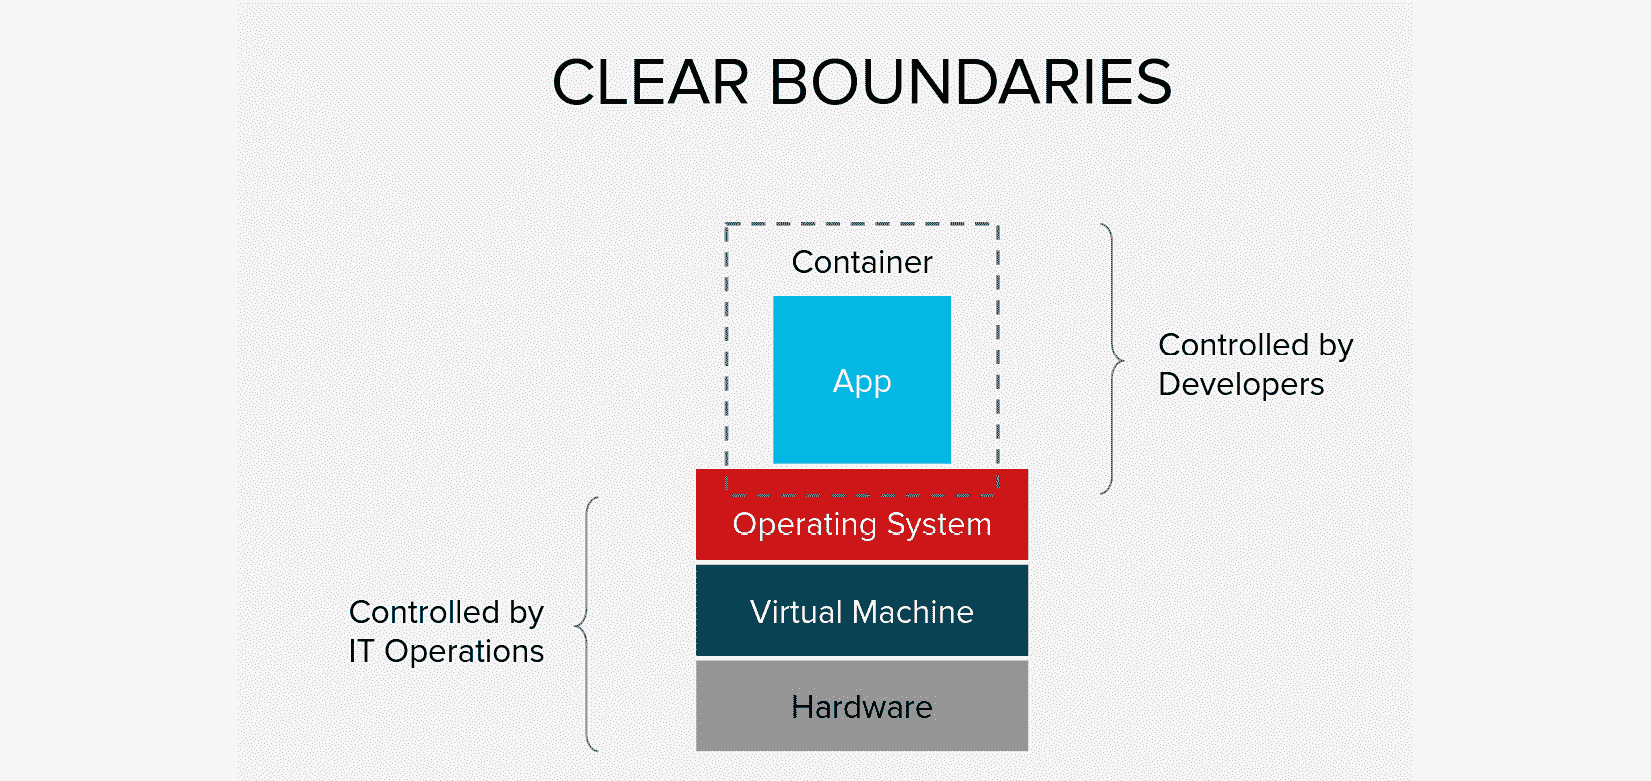 CLEAR BOUNDARIES
Container
App
Controlled by
Developers
Operating System
Virtual Machine
Controlled by
IT Operations
Hardware